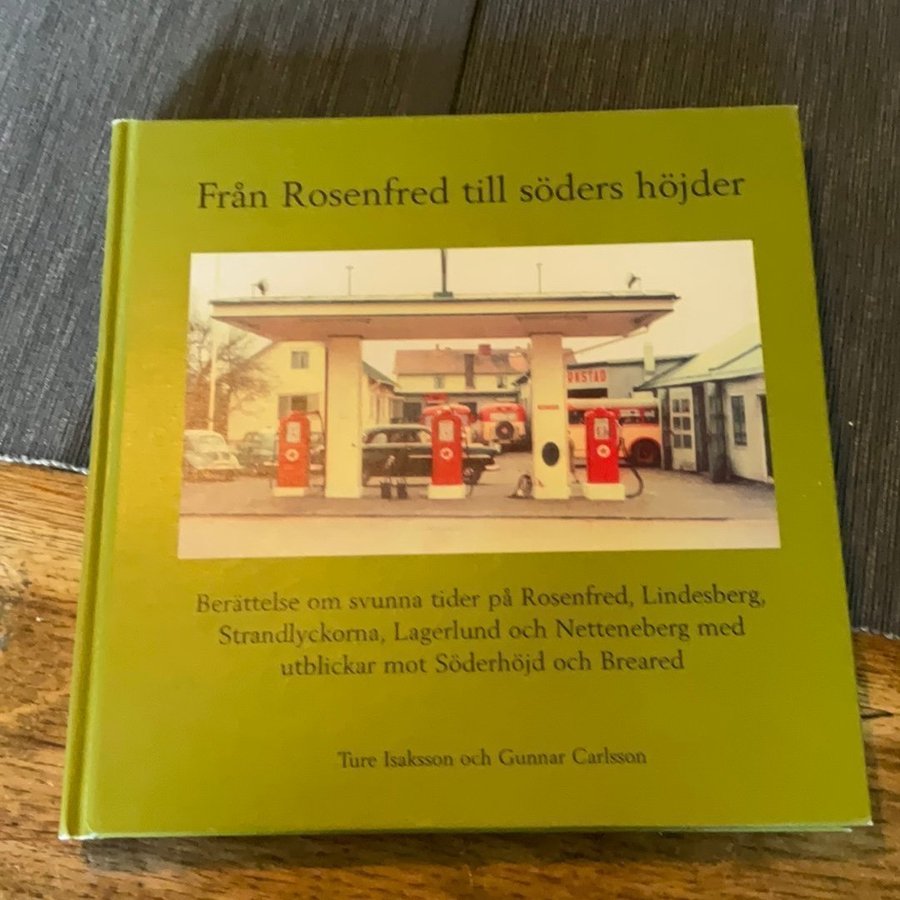 Från Rosenfred till söders höjder
Berättelse om svunna tider på Rosenfred, Lindesberg,
Strandlyckorna, Lagerlund och Netteneberg med
utblickar mot Söderhöjd och Breared
Ture Isaksson och Gunnar Carlsson